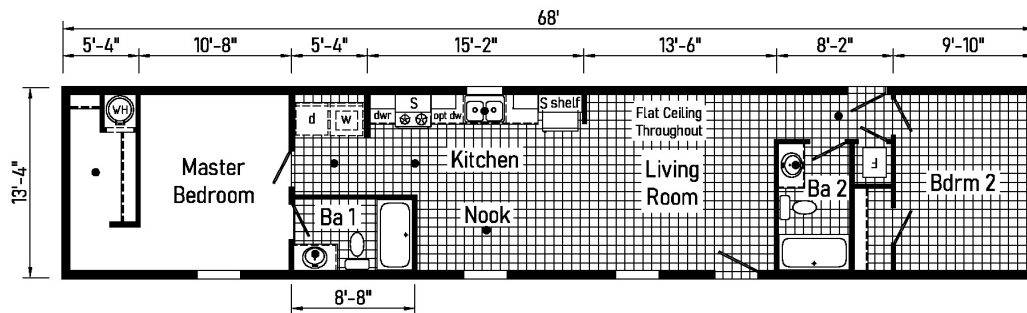 68'
5'-4" 10'-8" 5'-4" 15'-2" 13'-6" 8'-2" 9'-10"
13'-4"
WH
d w
S
dwr opt dw
S shelf
Flat Ceiling
Throughout
Kitchen
Master
Bedroom
Living
Room
F
Ba 2
Bdrm 2
Ba 1
Nook
8'-8"